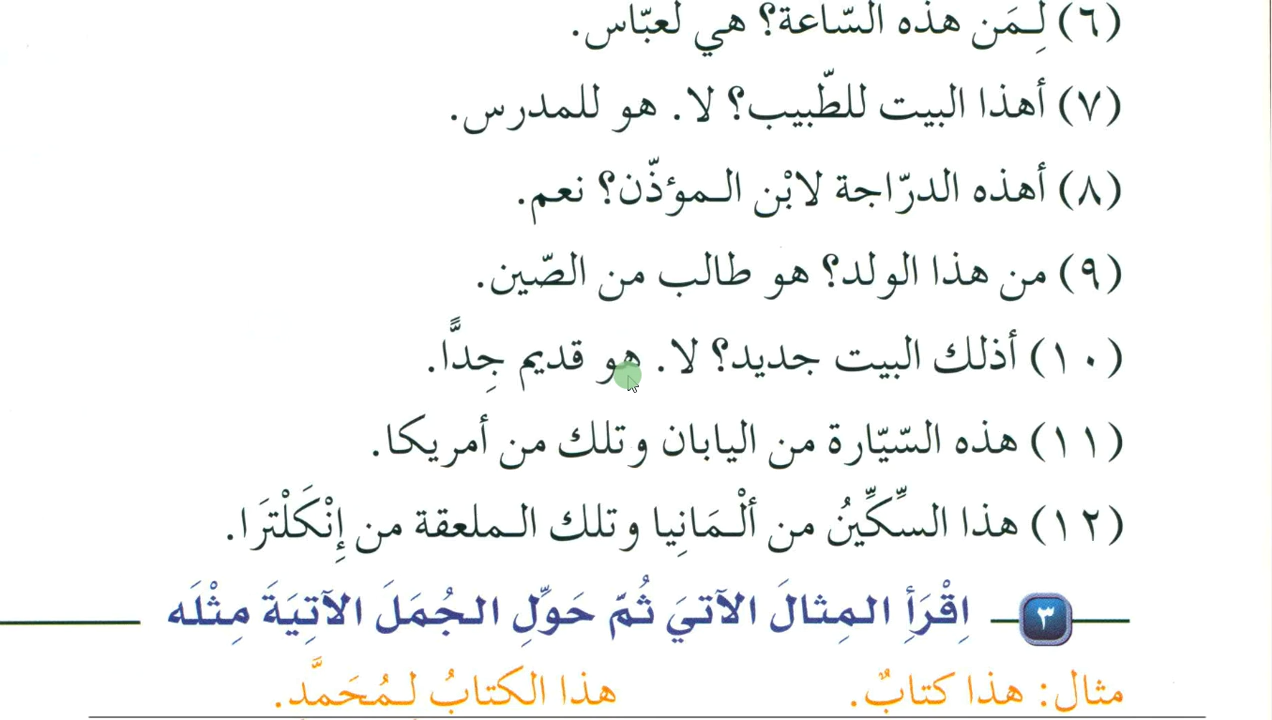 (٦) لِـمَن هذه السّاعة؟ هي لعبّاس.
(٧) أهذا البيت للطّبيب؟ لا. هو للمدرس.
(٨) أهذه الدرّاجة لابْن الـمؤذّن؟ نعم.
(٩) من هذا الولد؟ هو طالب من الصّين.
(١٠) أذلك البيت جديد؟ لا. هو قديم جِدًّا.
(١١) هذه السّيّارة من اليابان وتلك من أمريكا.
(١٢) هذا السِّكِّينُ من ألْـمَانِيا وتلك الـملعقة من إِنْكَلْتَرَا.
٣ اِقْرَأِ المِثالَ الآتيَ ثُمّ حَوِّلِ الـجُمَلَ الآتِيَةَ مِثْلَه
مثال: هذا كتابٌ. هذا الكتابُ لـمُحَمَّدٍ.